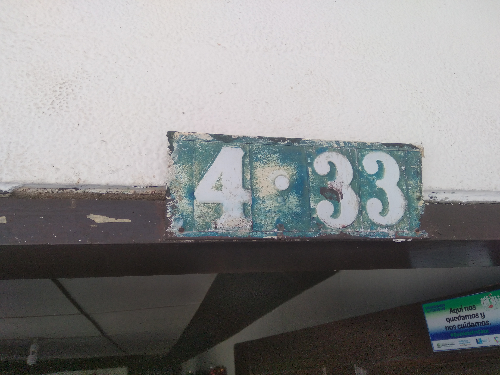 4·33
Aquí nos
quedamos y
nos cuidamos